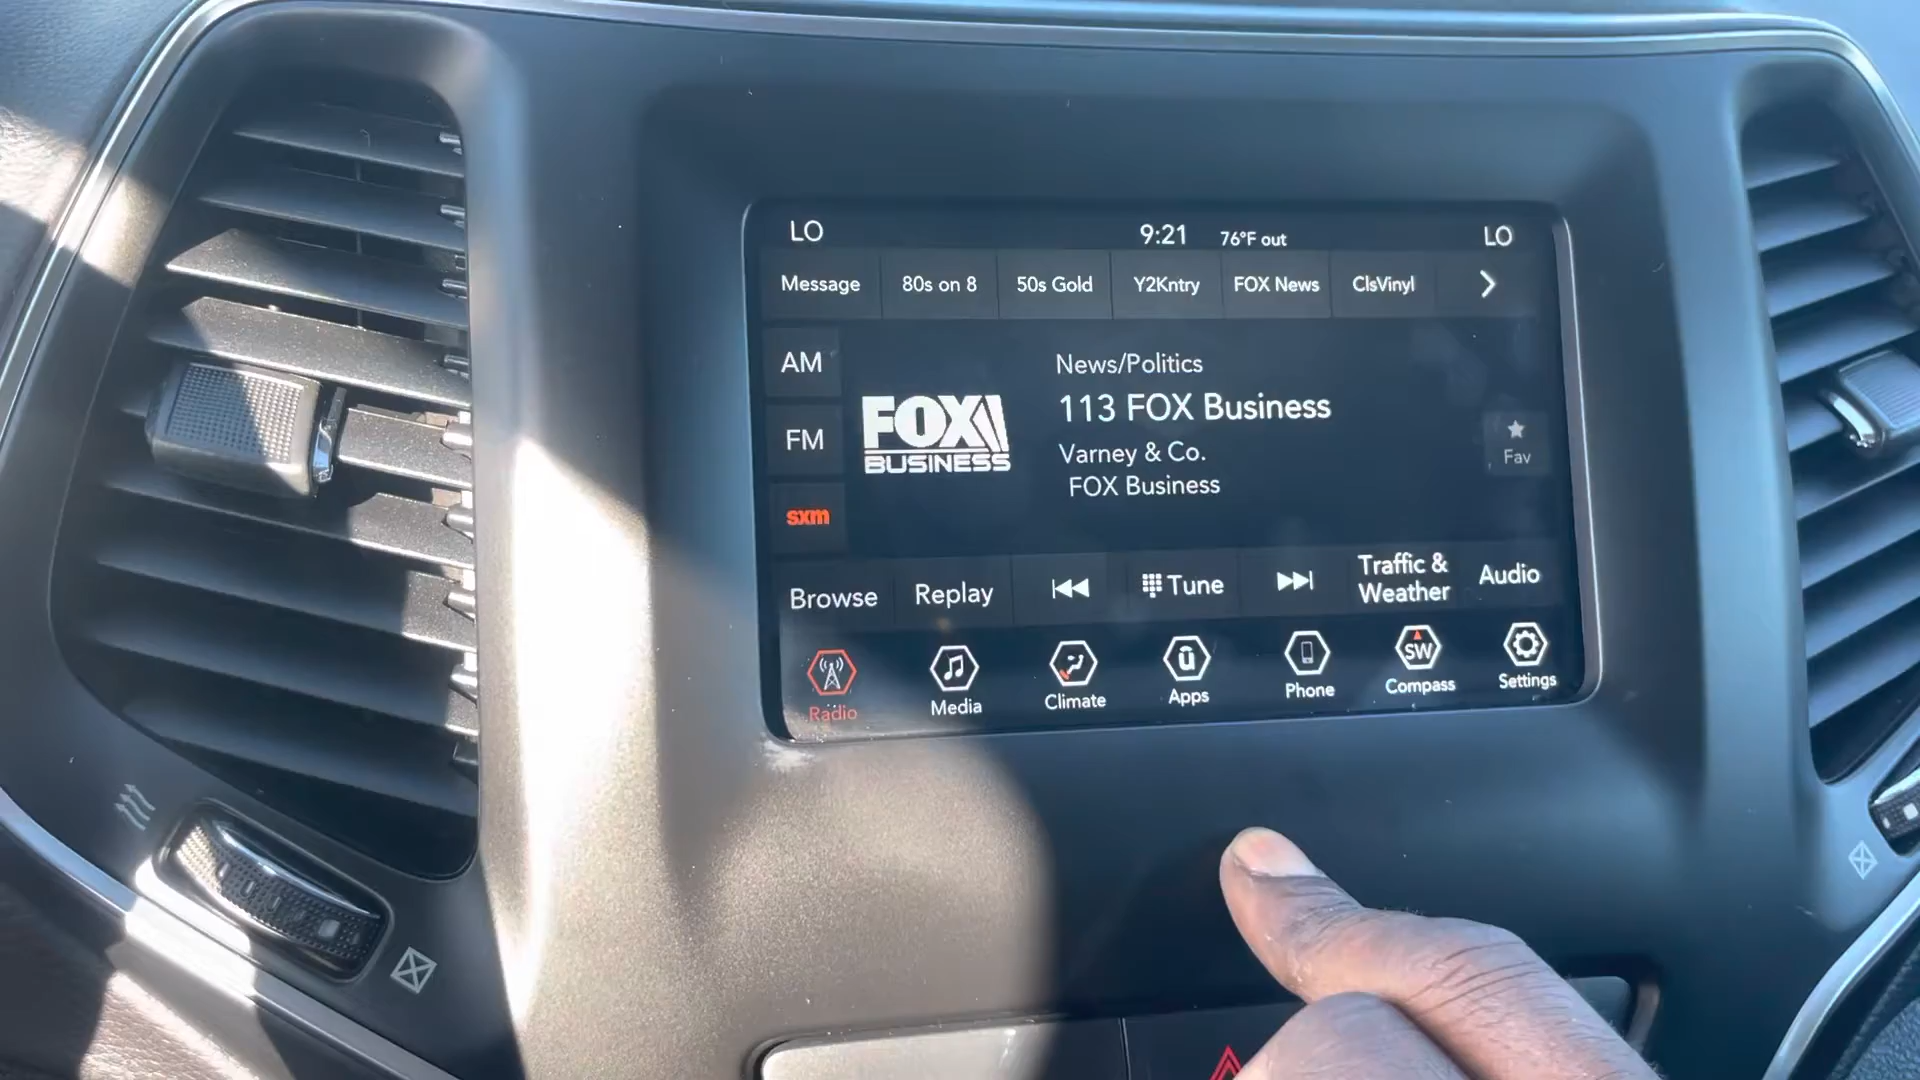 LO 9:21 76°F out LO
Message 80s on 8 50s Gold Y2Kntry FOX News ClsVinyl
AM
FM
sxm
FOX
BUSINESS
News/Politics
113 FOX Business
Varney & Co.
FOX Business
Fav
Browse Replay Tune Traffic &
Weather Audio
Radio Media Climate Apps Phone SW Compass Settings